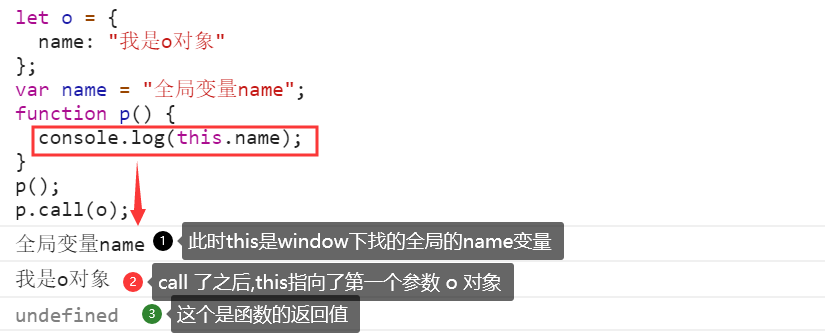 let o = {
  name: "我是o对象"
};
var name = "全局变量name";
function p() {
  console.log(this.name);
}
p();
p.call(o);
全局变量name 1 此时this是window下找的全局的name变量
我是o对象 2 call 了之后,this指向了第一个参数 o 对象
undefined 3 这个是函数的返回值